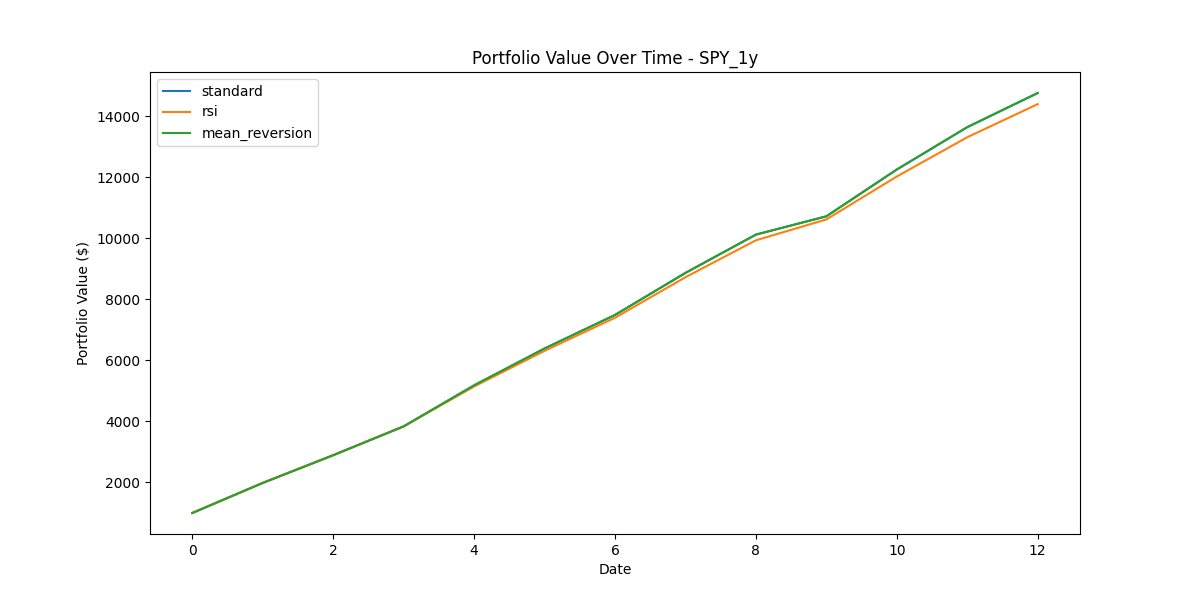 Portfolio Value Over Time - SPY_1y
standard
rsi
mean_reversion
Portfolio Value ($)
14000
12000
10000
8000
6000
4000
2000
0 2 4 6 8 10 12
Date